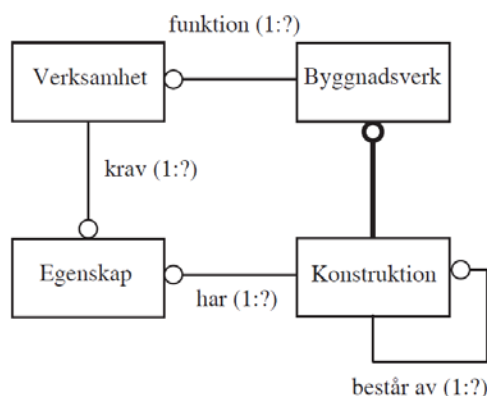 funktion (1:?)
Verksamhet
Byggnadsverk
krav (1:?)
Egenskap
Konstruktion
har (1:?)
består av (1:?)